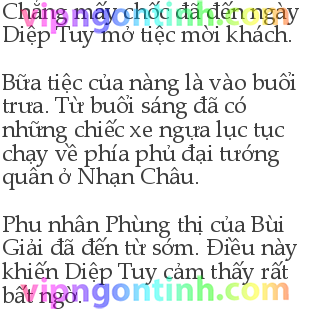 Chẳng mấy chốc đã đến ngày
Diệp Tuy mở tiệc mời khách.
Bữa tiệc của nàng là vào buổi
trưa. Từ buổi sáng đã có
những chiếc xe ngựa lục tục
chạy về phía phủ đại tướng
quân ở Nhạn Châu.
Phu nhân Phùng thị của Bùi
Giải đã đến từ sớm. Điều này
khiến Diệp Tuy cảm thấy rất
bất ngờ.
vipngontinh.com
vipngontinh.com